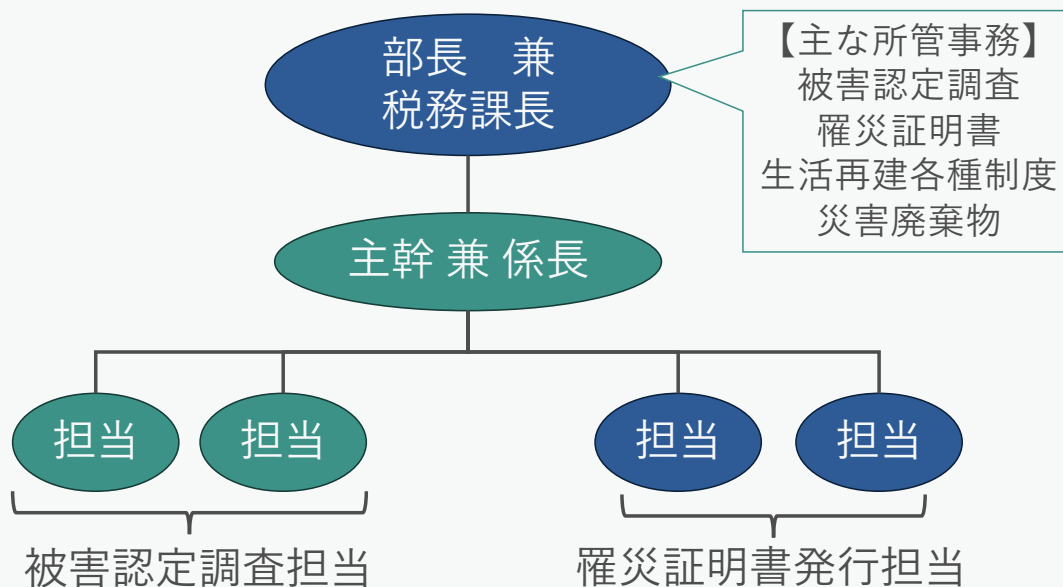 部長　兼
税務課長
【主な所管事務】
被害認定調査
罹災証明書
生活再建各種制度
災害廃棄物
主幹 兼 係長
担当
担当
担当
担当
被害認定調査担当
罹災証明書発行担当